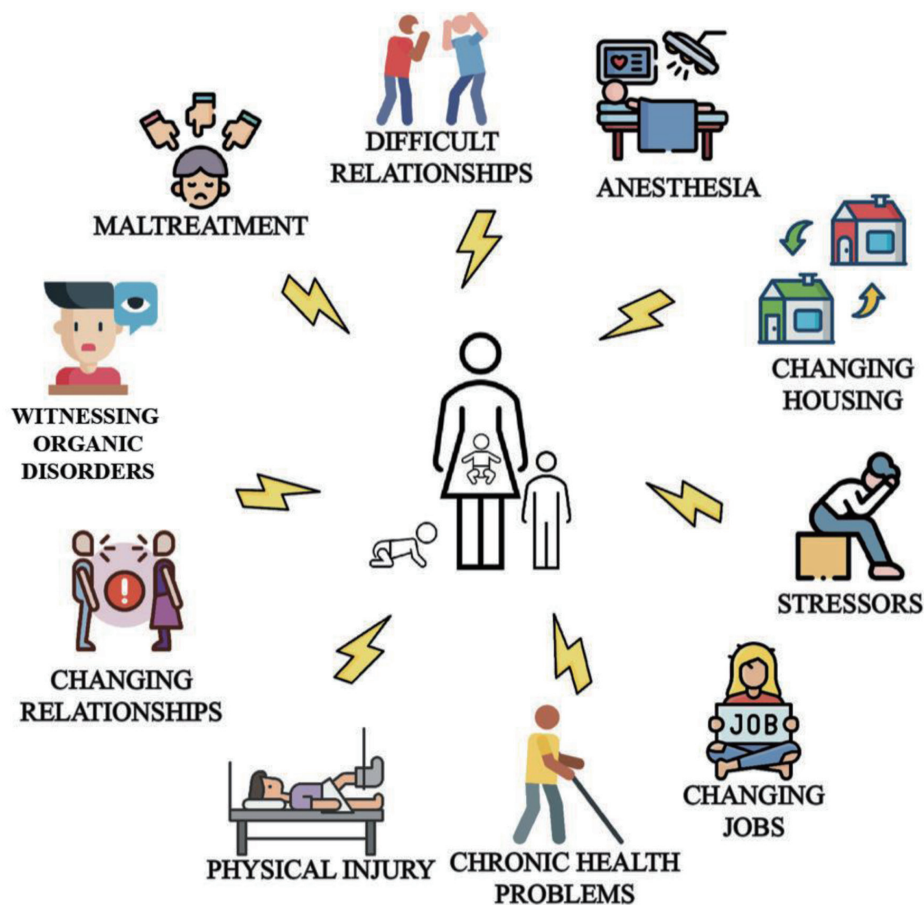 DIFFICULT
RELATIONSHIPS
ANESTHESIA
MALTREATMENT
CHANGING
HOUSING
WITNESSING
ORGANIC
DISORDERS
STRESSORS
CHANGING
RELATIONSHIPS
JOB
CHANGING
JOBS
PHYSICAL INJURY
CHRONIC HEALTH
PROBLEMS